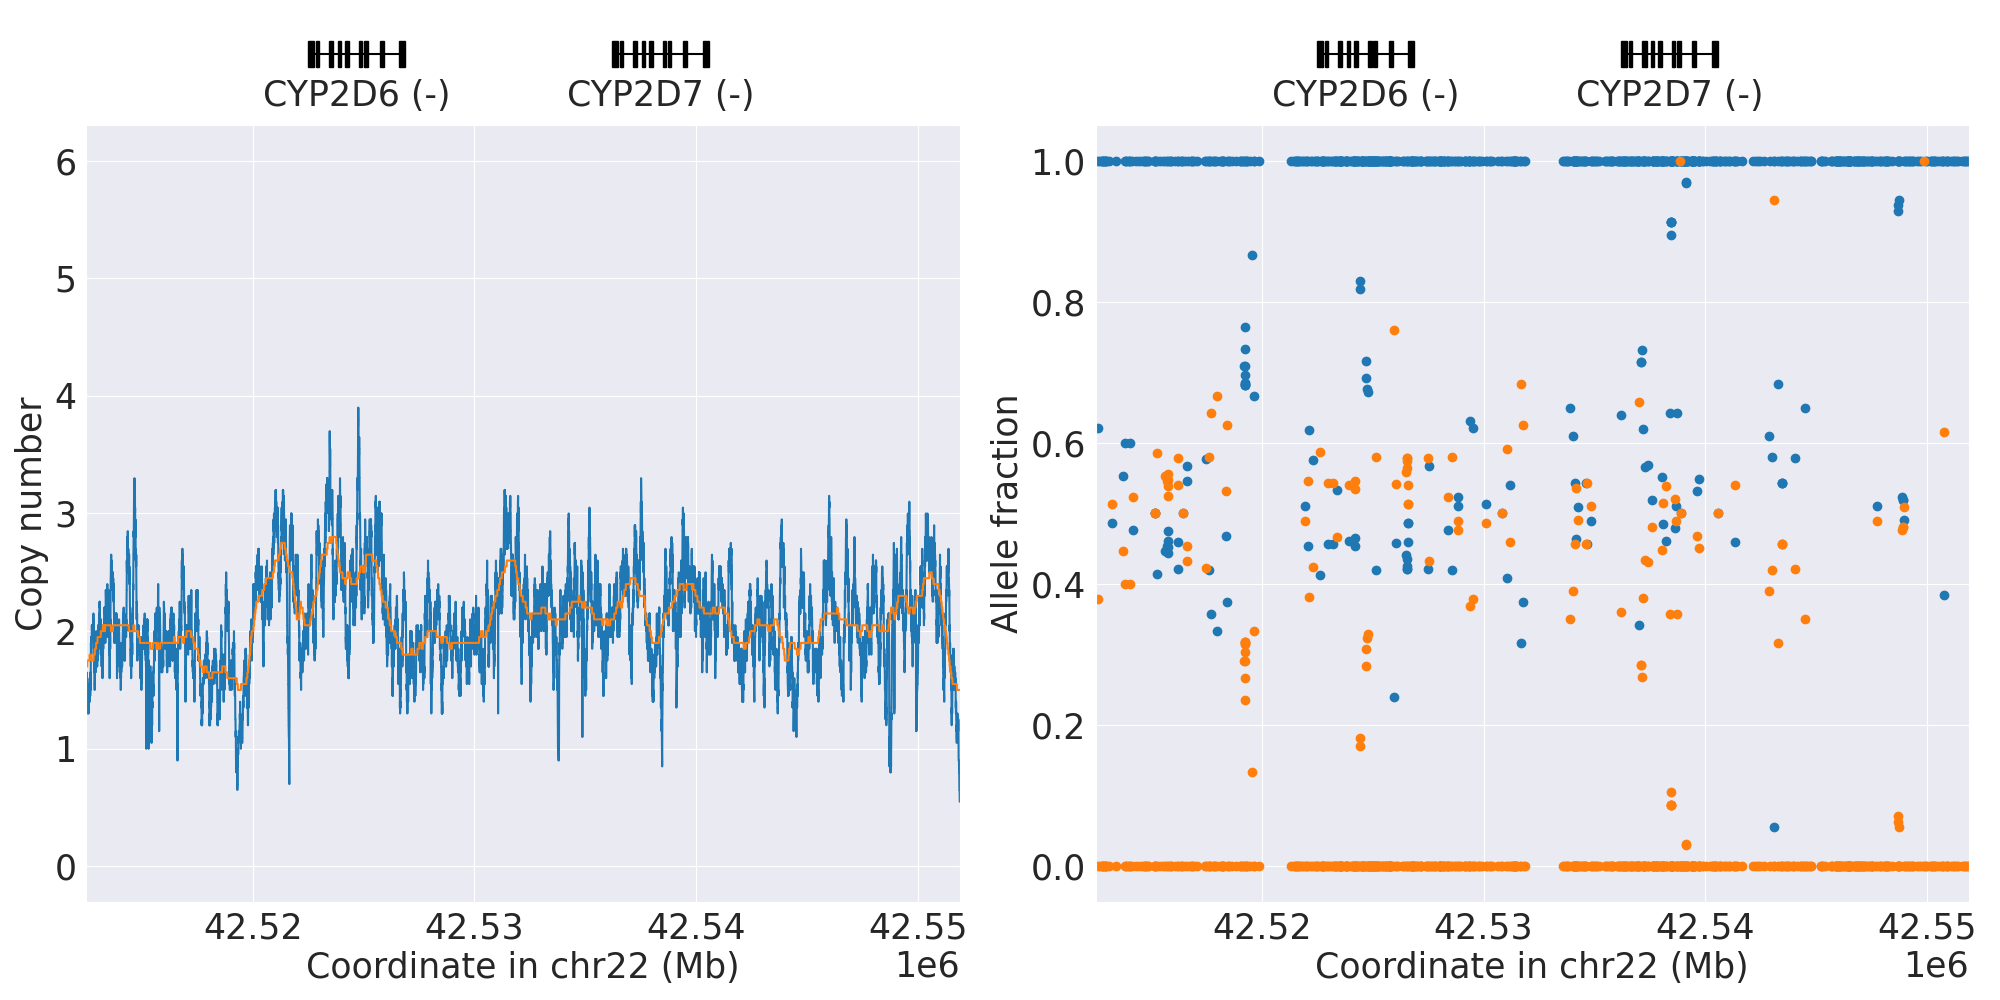 CYP2D6 (-) CYP2D7 (-)
6
5
4
3
2
1
0
Copy number
42.52 42.53 42.54 42.55
Coordinate in chr22 (Mb) 1e6
CYP2D6 (-) CYP2D7 (-)
1.0
0.8
0.6
0.4
0.2
0.0
Allele fraction
42.52 42.53 42.54 42.55
Coordinate in chr22 (Mb) 1e6